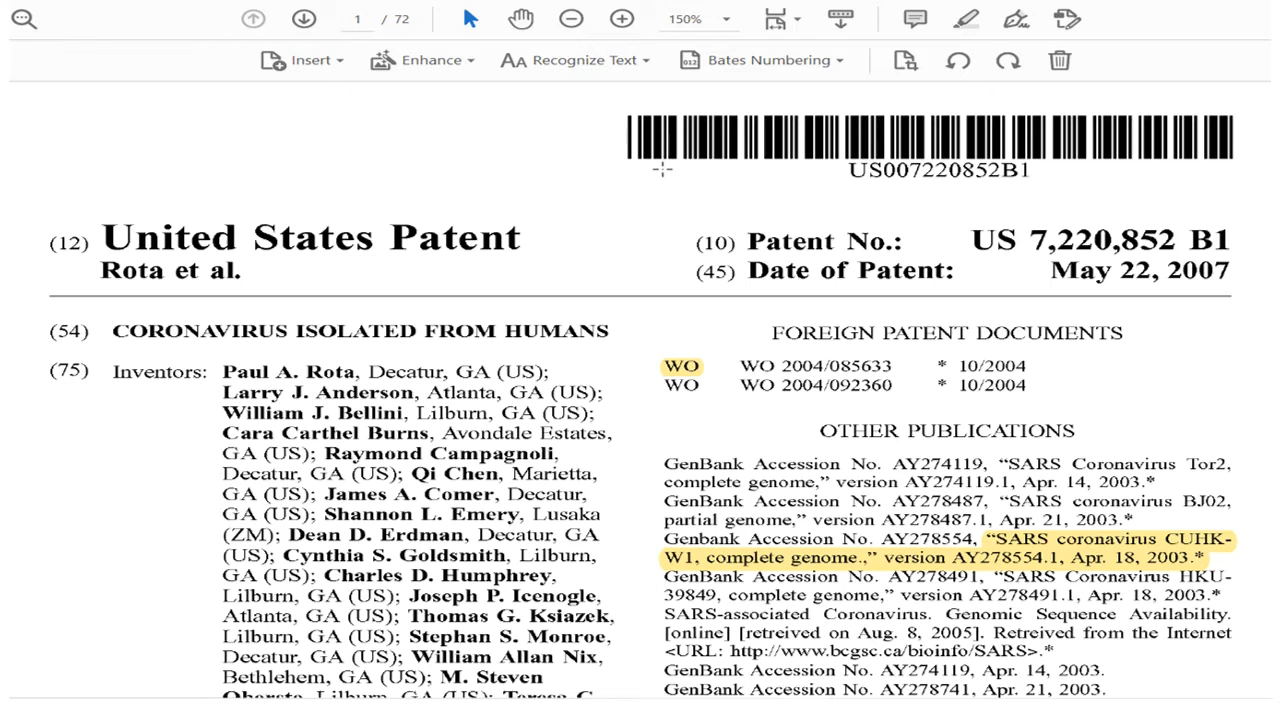 1 / 72
150%
Insert
Enhance
Recognize Text
Bates Numbering
US007220852B1
(12) United States Patent
Rota et al.
(10) Patent No.: US 7,220,852 B1
(45) Date of Patent: May 22, 2007
(54) CORONAVIRUS ISOLATED FROM HUMANS
(75) Inventors: Paul A. Rota, Decatur, GA (US);
Larry J. Anderson, Atlanta, GA (US);
William J. Bellini, Lilburn, GA (US);
Cara Carthel Burns, Avondale Estates,
GA (US); Raymond Campagnoli,
Decatur, GA (US); Qi Chen, Marietta,
GA (US); James A. Comer, Decatur,
GA (US); Shannon L. Emery, Lusaka
(ZM); Dean D. Erdman, Decatur, GA
(US); Cynthia S. Goldsmith, Lilburn,
GA (US); Charles D. Humphrey,
Lilburn, GA (US); Joseph P. Icenogle,
Atlanta, GA (US); Thomas G. Ksiazek,
Lilburn, GA (US); Stephan S. Monroe,
Decatur, GA (US); William Allan Nix,
Bethlehem, GA (US); M. Steven
Oberste, Lilburn, GA (US); Teresa C.
FOREIGN PATENT DOCUMENTS
WO WO 2004/085633 * 10/2004
WO WO 2004/092360 * 10/2004
OTHER PUBLICATIONS
GenBank Accession No. AY274119, “SARS Coronavirus Tor2,
complete genome,” version AY274119.1, Apr. 14, 2003.*
GenBank Accession No. AY278487, “SARS coronavirus BJ02,
partial genome,” version AY278487.1, Apr. 21, 2003.*
Genbank Accession No. AY278554, “SARS coronavirus CUHK-
W1, complete genome.,” version AY278554.1, Apr. 18, 2003.*
GenBank Accession No. AY278491, “SARS Coronavirus HKU-
39849, complete genome,” version AY278491.1, Apr. 18, 2003.*
SARS-associated Coronavirus. Genomic Sequence Availability.
[online] [retreived on Aug. 8, 2005]. Retreived from the Internet
<URL: http://www.bcgsc.ca/bioinfo/SARS>.*
GenBank Accession No. AY274119, Apr. 14, 2003.
GenBank Accession No. AY278741, Apr. 21, 2003.